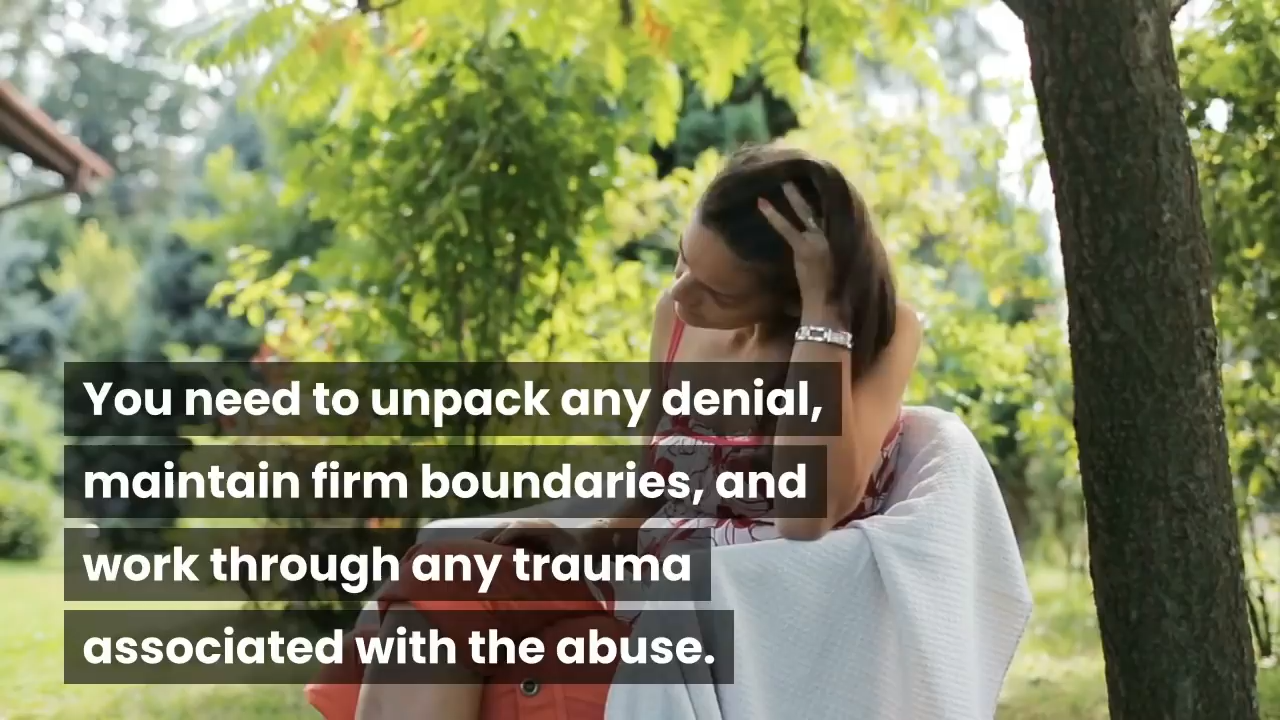 You need to unpack any denial,
maintain firm boundaries, and
work through any trauma
associated with the abuse.